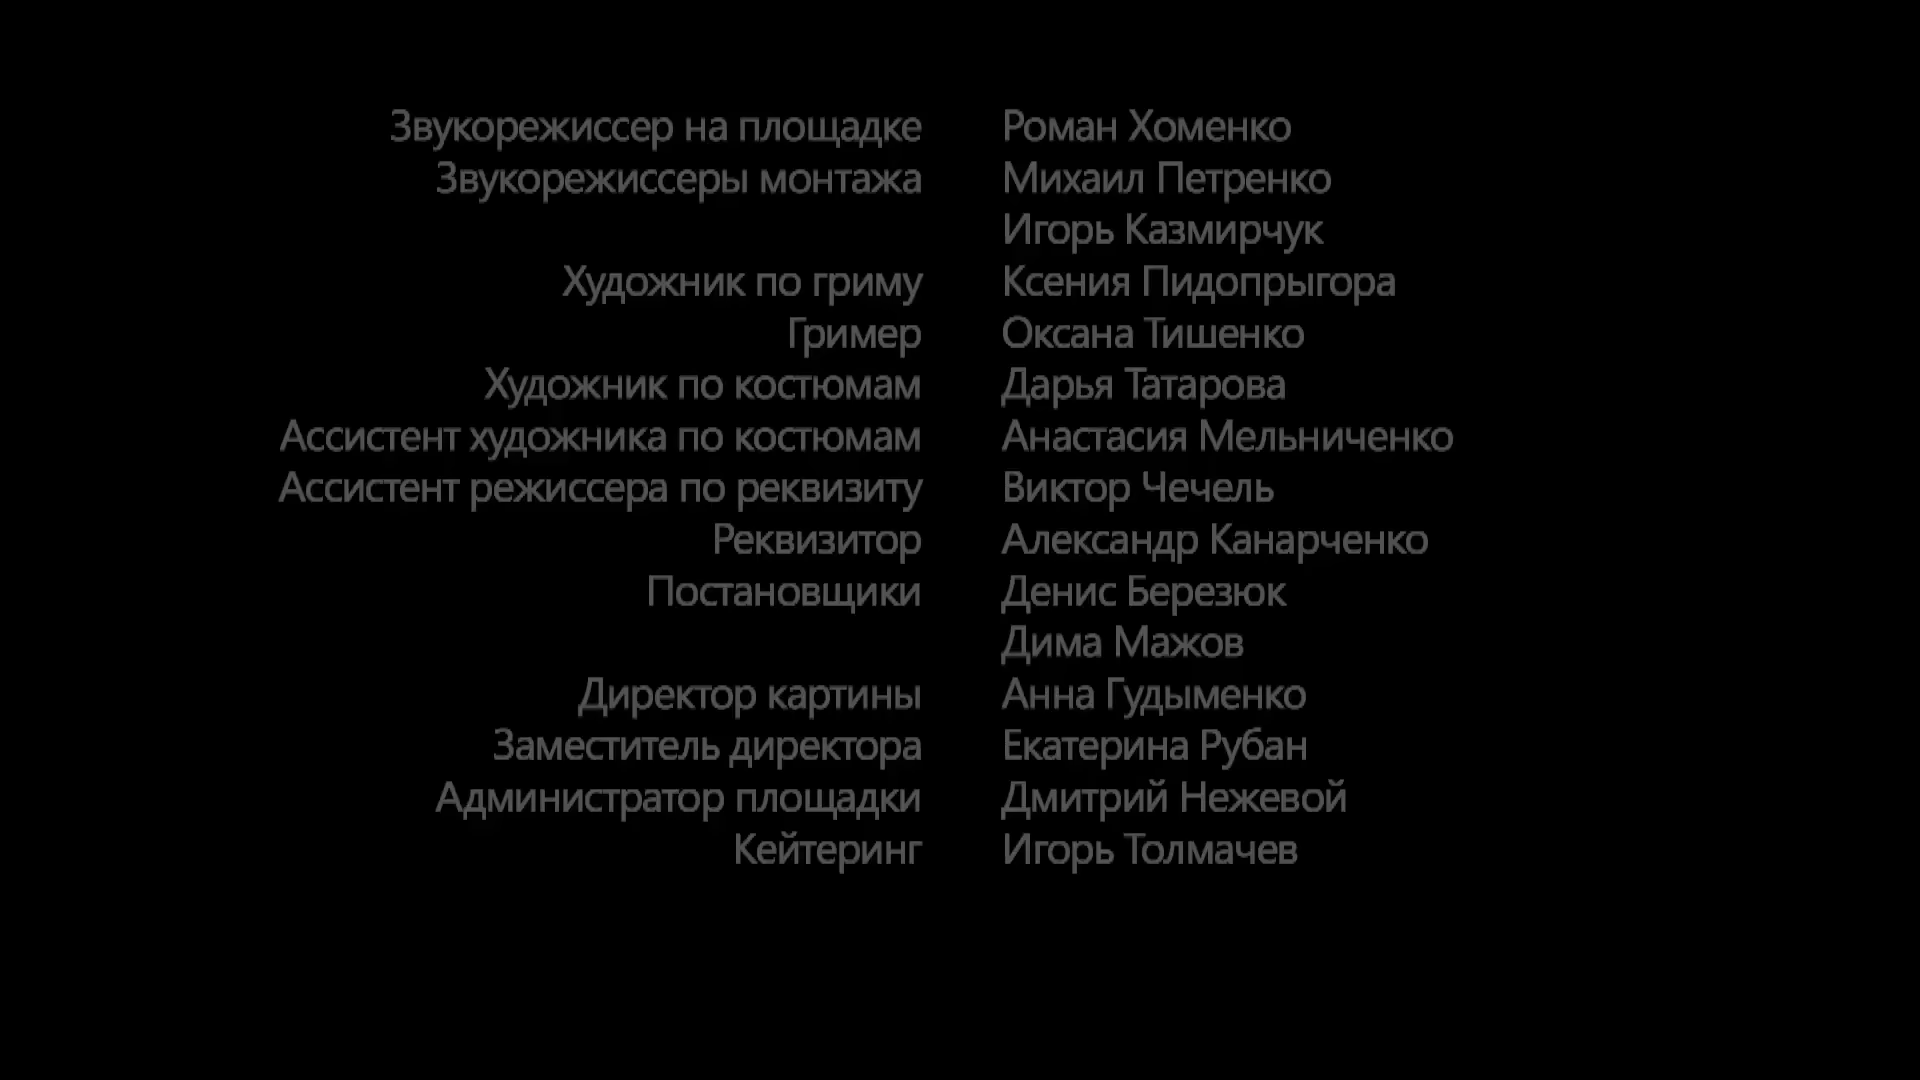 Звукорежиссер на площадке Роман Хоменко
Звукорежиссеры монтажа Михаил Петренко
Игорь Казмирчук
Художник по гриму Ксения Пидопрыгора
Гример Оксана Тишенко
Художник по костюмам Дарья Татарова
Ассистент художника по костюмам Анастасия Мельниченко
Ассистент режиссера по реквизиту Виктор Чечель
Реквизитор Александр Канарченко
Постановщики Денис Березюк
Дима Мажов
Директор картины Анна Гудыменко
Заместитель директора Екатерина Рубан
Администратор площадки Дмитрий Нежевой
Кейтеринг Игорь Толмачев